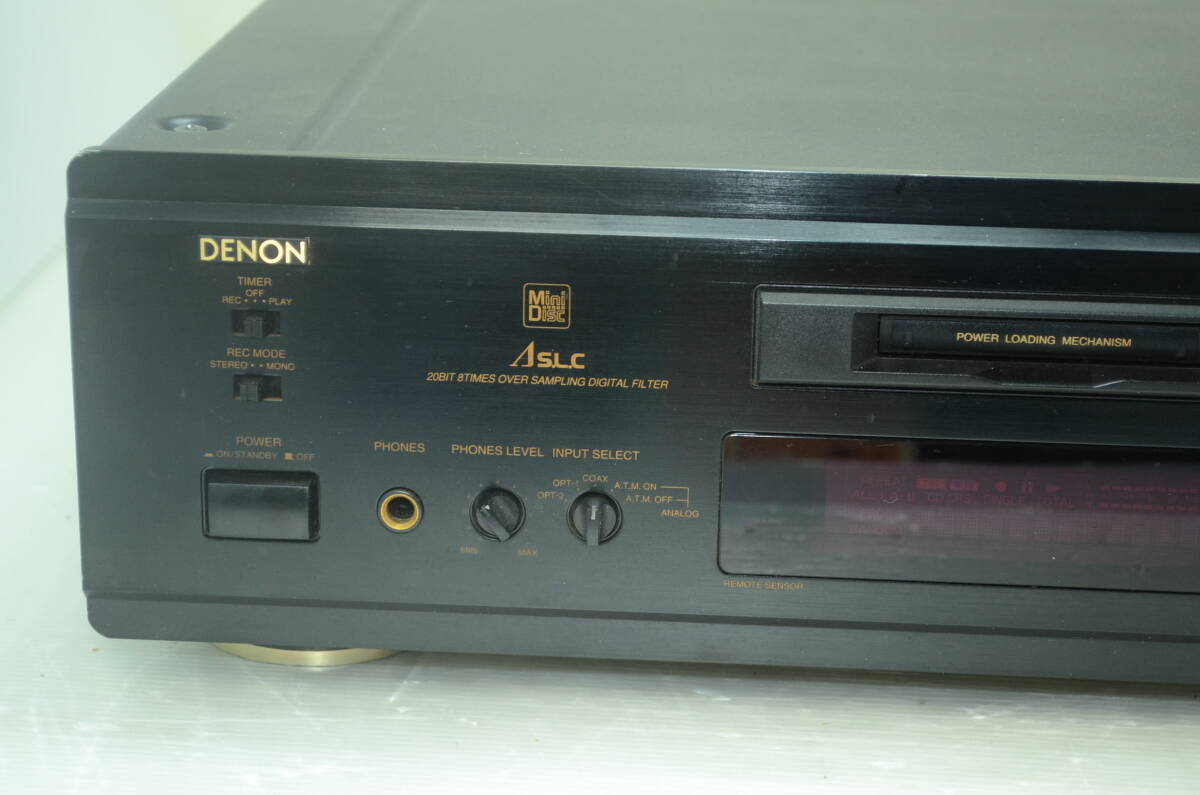 DENON
TIMER
OFF
REC • • • PLAY
REC MODE
STEREO • • MONO
POWER
ON/STANDBY OFF
Mini
Disc
A S.L.C
20BIT 8TIMES OVER SAMPLING DIGITAL FILTER
PHONES
PHONES LEVEL
MIN
MAX
INPUT SELECT
OPT-2
OPT-1
COAX
A.T.M. ON
A.T.M. OFF
ANALOG
POWER LOADING MECHANISM
REMOTE SENSOR